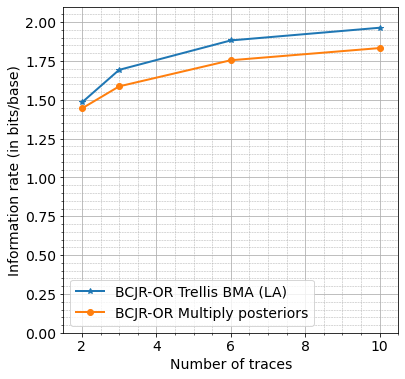 2.00
1.75
1.50
1.25
1.00
0.75
0.50
0.25
0.00
Information rate (in bits/base)
BCJR-OR Trellis BMA (LA)
BCJR-OR Multiply posteriors
2 4 6 8 10
Number of traces